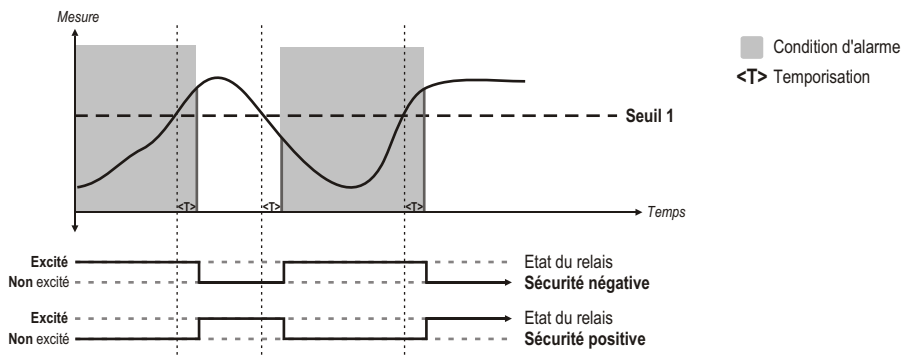 Mesure
Condition d'alarme
<T> Temporisation
Seuil 1
<T>
<T>
<T>
Temps
Excité
Etat du relais
Non excité
Sécurité négative
Excité
Etat du relais
Non excité
Sécurité positive